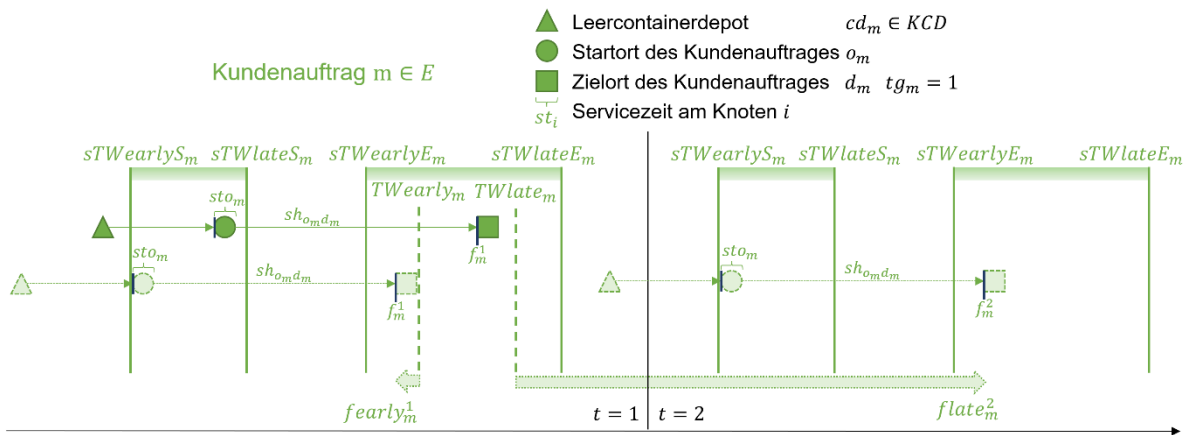 Leercontainerdepot $cd_m \in KCD$
Startort des Kundenauftrages $o_m$
Kundenauftrag m ∈ $E$
Zielort des Kundenauftrages $d_m$ $tg_m = 1$
$st_i$ Servicezeit am Knoten $i$
$sTWearlyS_m$ $sTWlateS_m$ $sTWearlyE_m$ $sTWlateE_m$ $sTWearlyS_m$ $sTWlateS_m$ $sTWearlyE_m$ $sTWlateE_m$
$TWearly_m$ $TWlate_m$
$sto_m$ $sh_{o_m d_m}$
$f_m^1$
$sto_m$ $sh_{o_m d_m}$ $sto_m$ $sh_{o_m d_m}$
$f_m^1$ $f_m^2$
$fearly_m^1$ $t = 1$ $t = 2$ $flate_m^2$